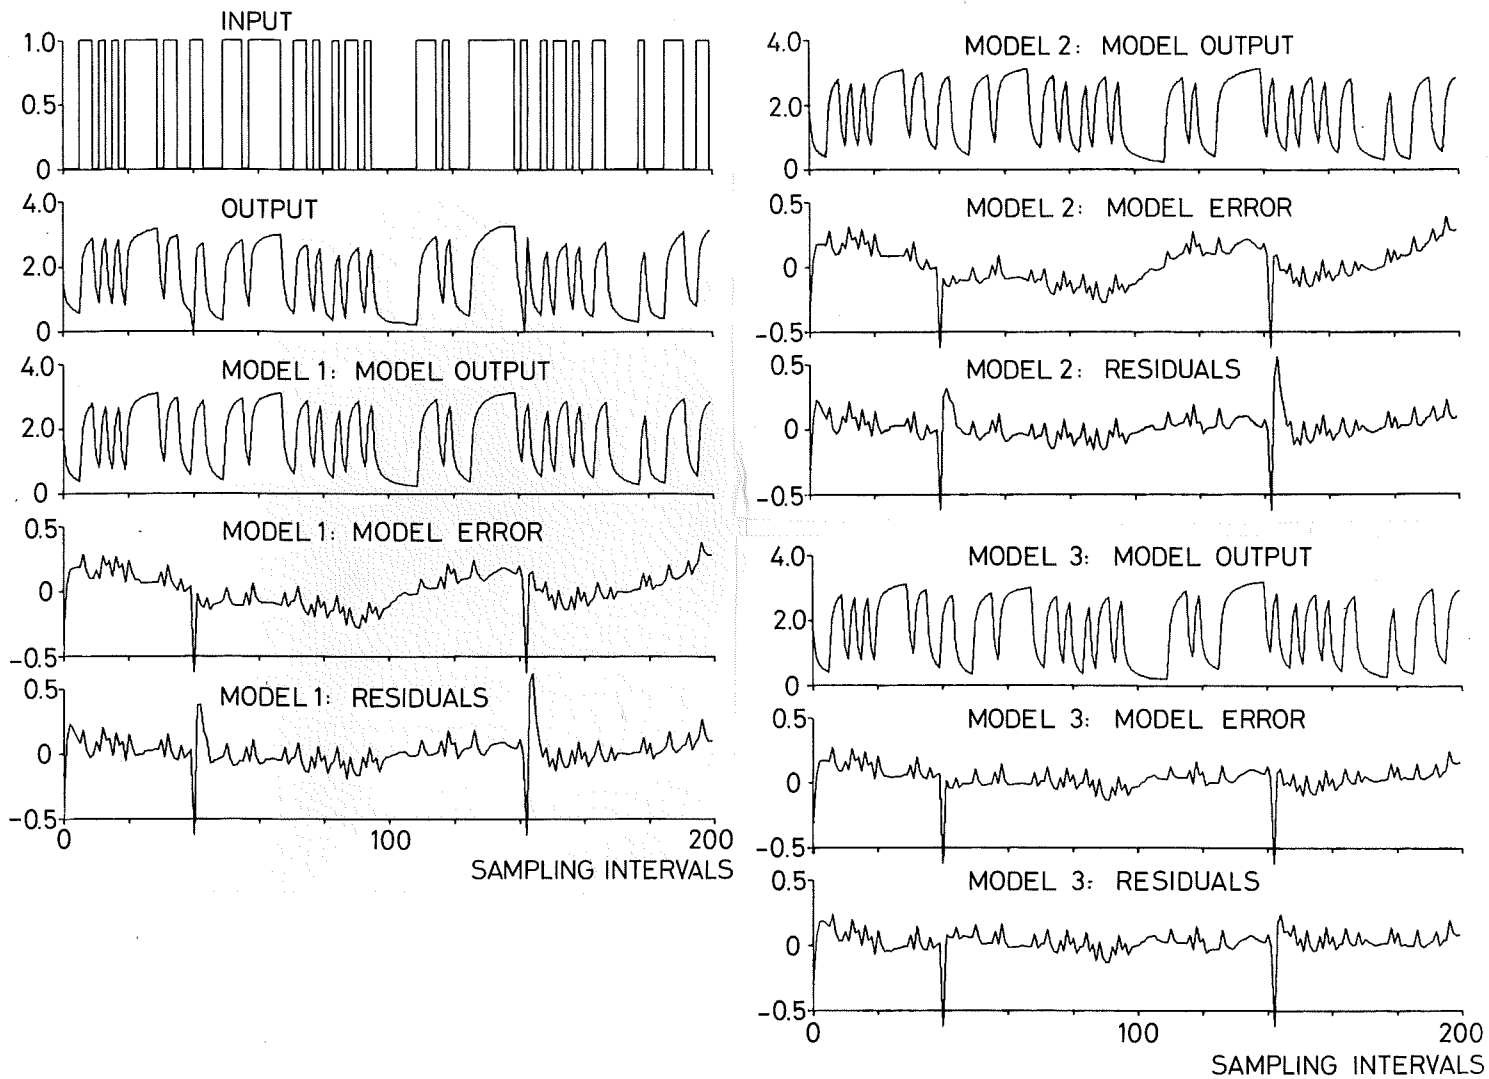 INPUT
1.0
0.5
0
OUTPUT
4.0
2.0
0
MODEL 1: MODEL OUTPUT
4.0
2.0
0
MODEL 1: MODEL ERROR
0.5
0
-0.5
MODEL 1: RESIDUALS
0.5
0
-0.5
0 100 200
SAMPLING INTERVALS
MODEL 2: MODEL OUTPUT
4.0
2.0
0
MODEL 2: MODEL ERROR
0.5
0
-0.5
MODEL 2: RESIDUALS
0.5
0
-0.5
MODEL 3: MODEL OUTPUT
4.0
2.0
0
MODEL 3: MODEL ERROR
0.5
0
-0.5
MODEL 3: RESIDUALS
0.5
0
-0.5
0 100 200
SAMPLING INTERVALS